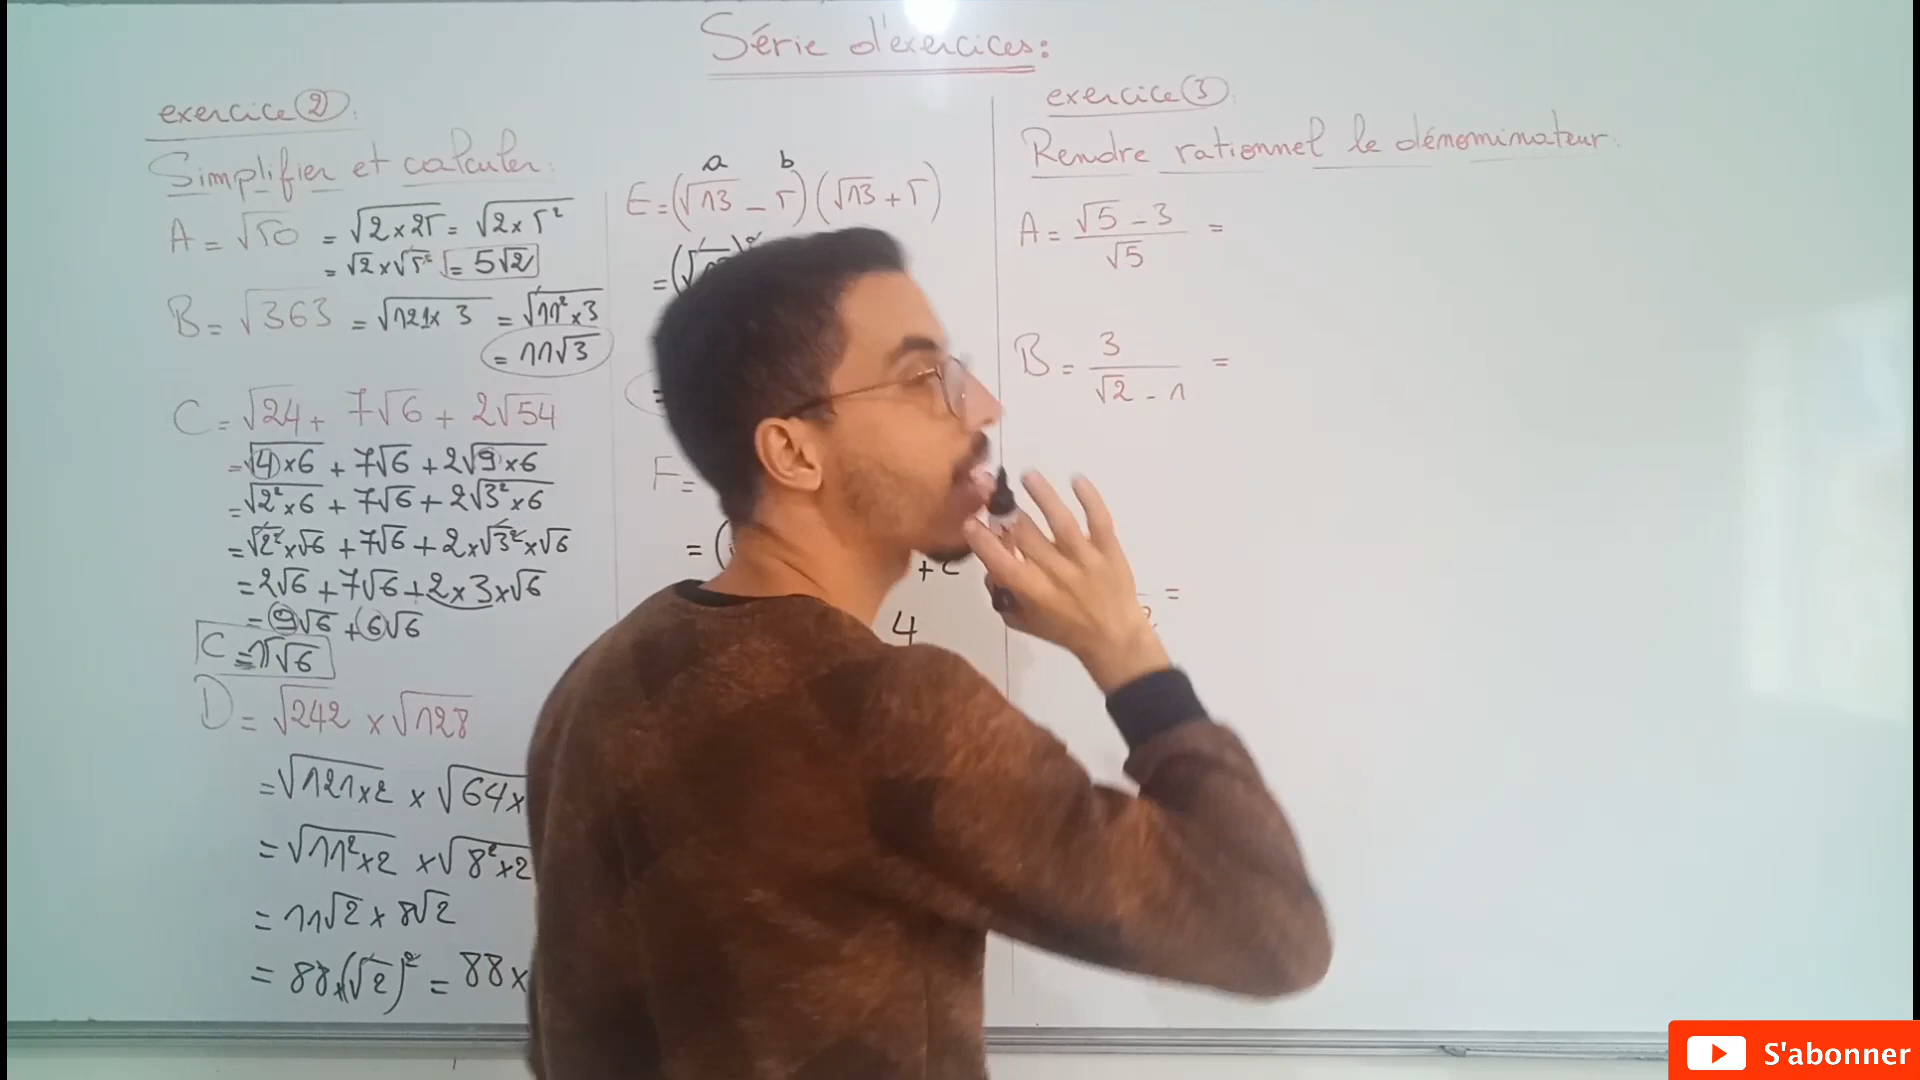 Série d'exercices:
exercice ②:
Simplifier et calculer:
A = √50 = √2×25 = √2×5²
= √2×√5² = 5√2
B = √363 = √121×3 = √11²×3
= 11√3
C = √24 + 7√6 + 2√54
= √4×6 + 7√6 + 2√9×6
= √2²×6 + 7√6 + 2√3²×6
= √2²×√6 + 7√6 + 2×√3²×√6
= 2√6 + 7√6 + 2×3×√6
= 9√6 + 6√6
C = 15√6
D = √242 × √128
= √121×2 × √64×
= √11²×2 × √8²×2
= 11√2 × 8√2
= 88×(√2)² = 88×
a b
E = (√13 - 5)(√13 + 5)
= (√
F =
= (
+2
4
exercice ③:
Rendre rationnel le dénominateur:
A = √5 - 3 / √5 =
B = 3 / √2 - 1 =
=
S'abonner